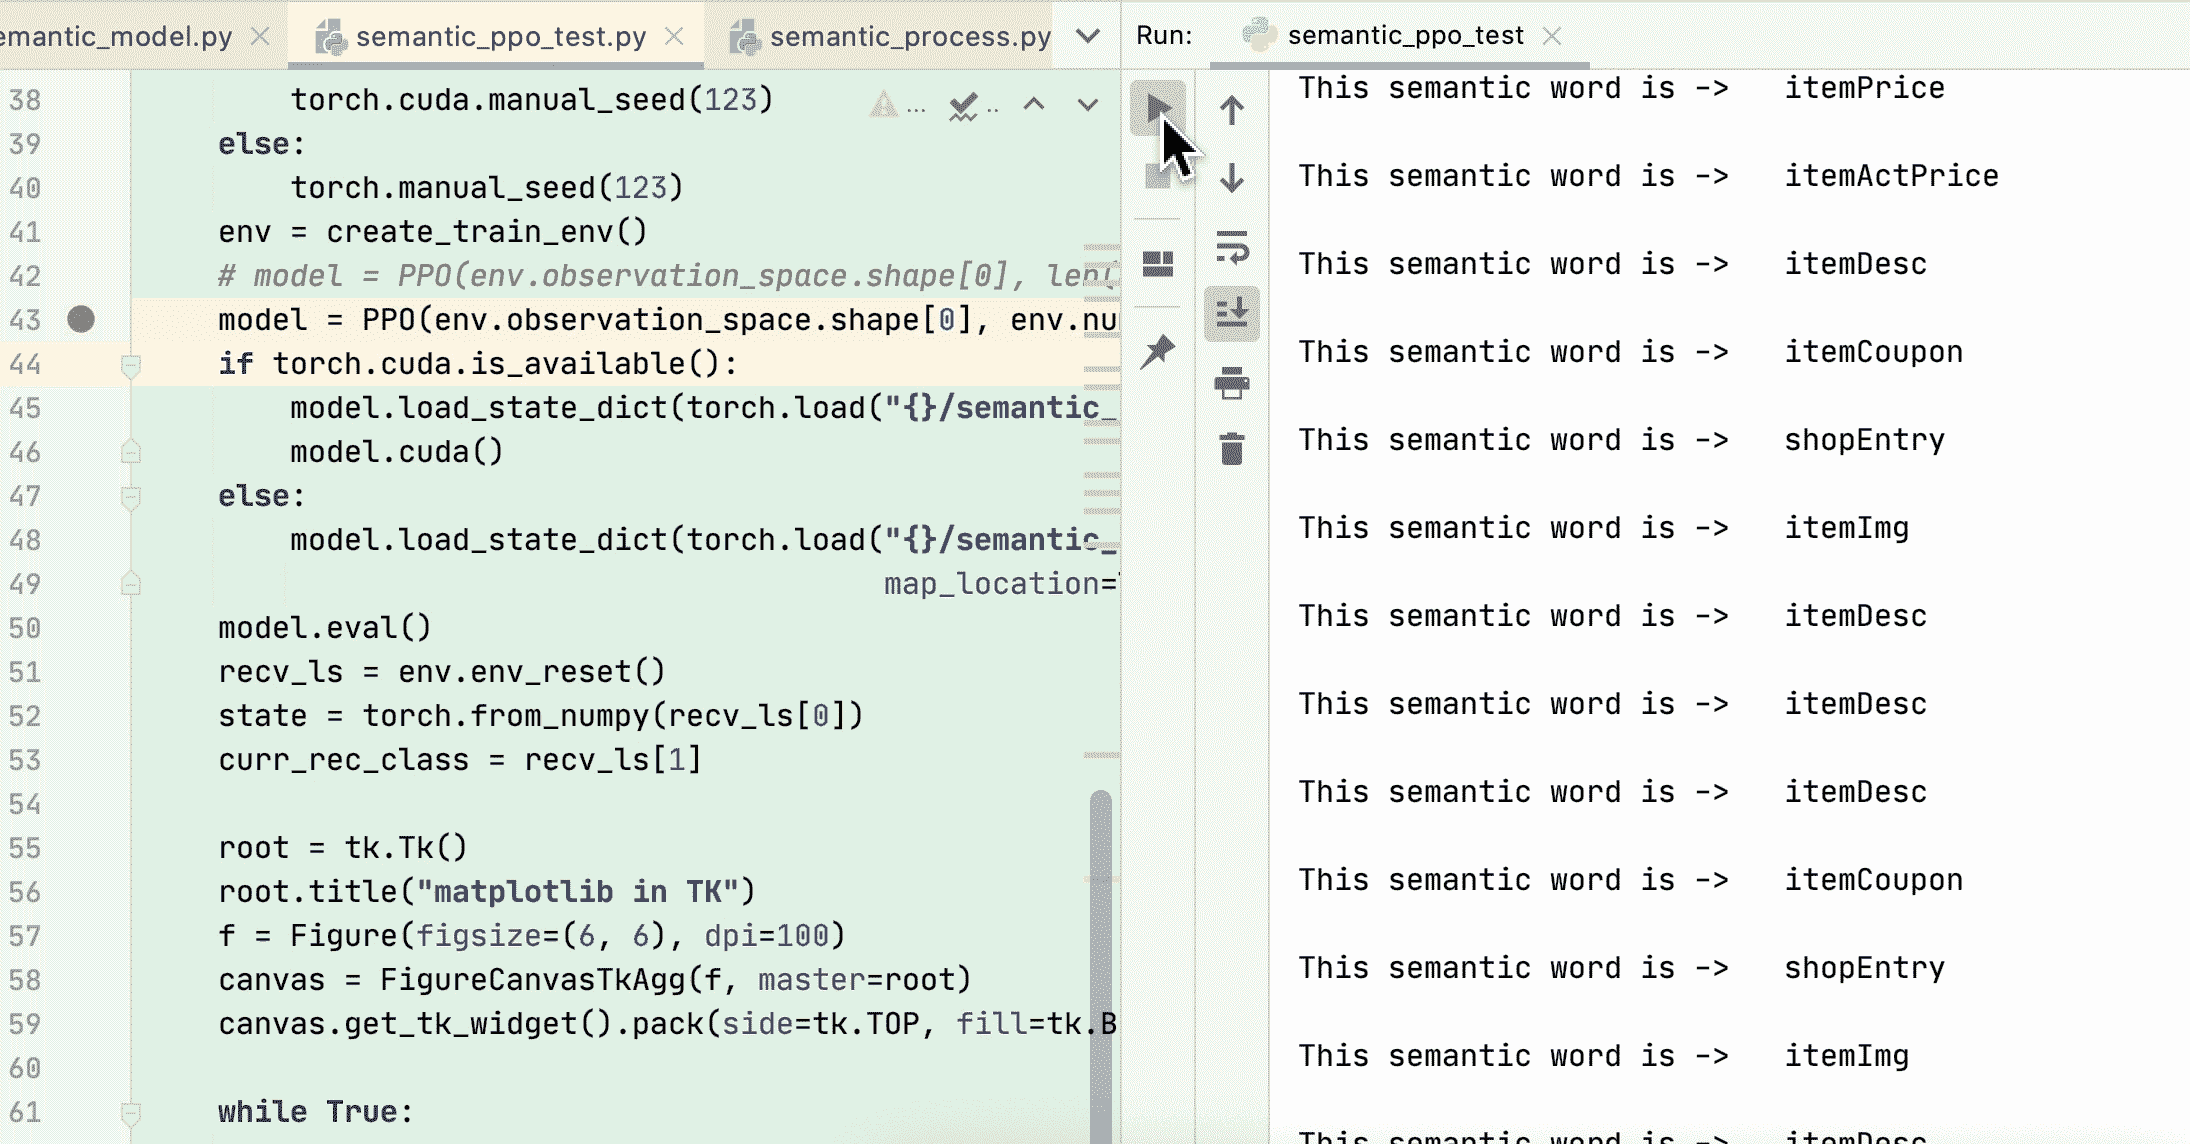 emantic_model.py semantic_ppo_test.py semantic_process.py
38 torch.cuda.manual_seed(123)
39 else:
40 torch.manual_seed(123)
41 env = create_train_env()
42 # model = PPO(env.observation_space.shape[0], len(
43 model = PPO(env.observation_space.shape[0], env.nu
44 if torch.cuda.is_available():
45 model.load_state_dict(torch.load("{}/semantic_
46 model.cuda()
47 else:
48 model.load_state_dict(torch.load("{}/semantic_
49 map_location=
50 model.eval()
51 recv_ls = env.env_reset()
52 state = torch.from_numpy(recv_ls[0])
53 curr_rec_class = recv_ls[1]
54
55 root = tk.Tk()
56 root.title("matplotlib in TK")
57 f = Figure(figsize=(6, 6), dpi=100)
58 canvas = FigureCanvasTkAgg(f, master=root)
59 canvas.get_tk_widget().pack(side=tk.TOP, fill=tk.B
60
61 while True:
Run: semantic_ppo_test
This semantic word is -> itemPrice
This semantic word is -> itemActPrice
This semantic word is -> itemDesc
This semantic word is -> itemCoupon
This semantic word is -> shopEntry
This semantic word is -> itemImg
This semantic word is -> itemDesc
This semantic word is -> itemDesc
This semantic word is -> itemDesc
This semantic word is -> itemCoupon
This semantic word is -> shopEntry
This semantic word is -> itemImg
This semantic word is -> itemDesc